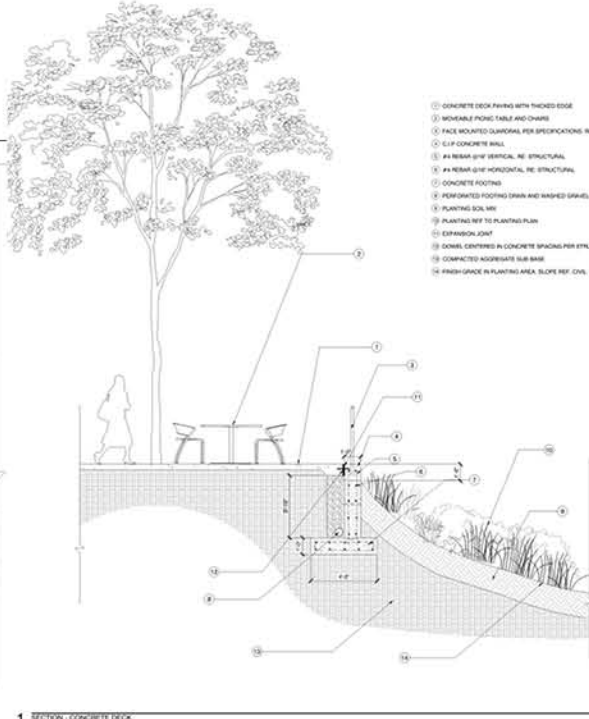 ① CONCRETE DECK PAVING WITH THICKED EDGE
② MOVEABLE PICNIC TABLE AND CHAIRS
③ FACE MOUNTED GUARDRAIL PER SPECIFICATIONS. R
④ C.I.P CONCRETE WALL
⑤ #4 REBAR @16" VERTICAL, RE: STRUCTURAL
⑥ #4 REBAR @16" HORIZONTAL, RE: STRUCTURAL
⑦ CONCRETE FOOTING
⑧ PERFORATED FOOTING DRAIN AND WASHED GRAVEL
⑨ PLANTING SOIL MIX
⑩ PLANTING REF TO PLANTING PLAN
⑪ EXPANSION JOINT
⑫ DOWEL CENTERED IN CONCRETE SPACING PER STR
⑬ COMPACTED AGGREGATE SUB BASE
⑭ FINISH GRADE IN PLANTING AREA. SLOPE REF. CIVIL
2
1
3
11
4
5
6
7
10
9
12
8
4'-0"
13
14
1 SECTION - CONCRETE DECK